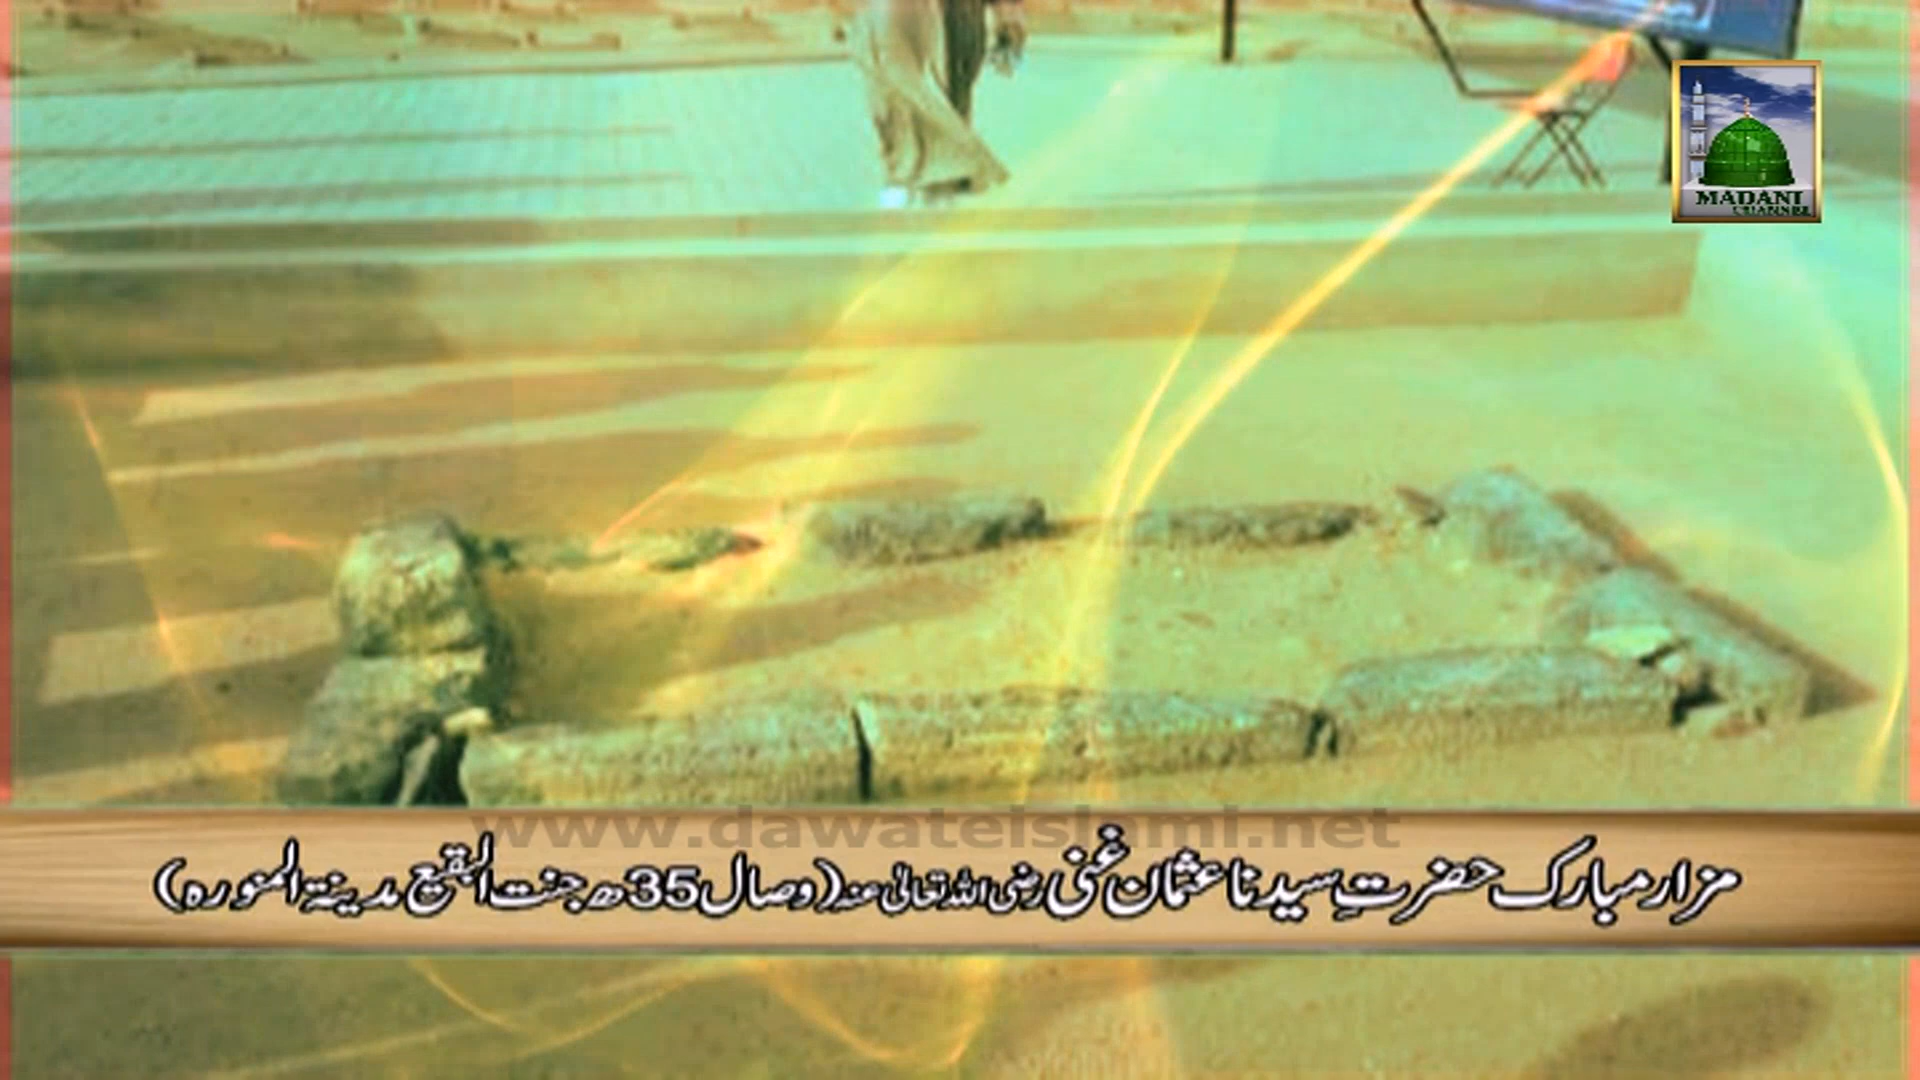 MADANI
CHANNEL
www.dawateislami.net
مزار مبارک حضرتِ سیدنا عثمان غنی رضی اللہ تعالیٰ عنہ (وصال 35ھ جنت البقیع مدینۃ المنورہ)